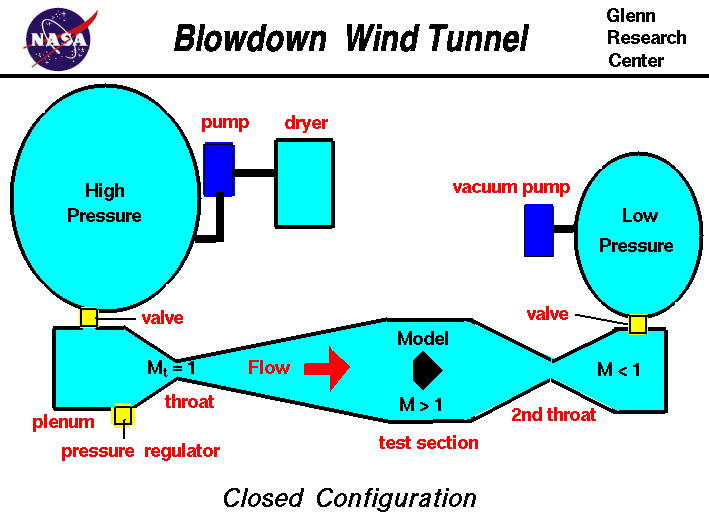 NASA
Blowdown Wind Tunnel
Glenn
Research
Center
pump
dryer
High
Pressure
vacuum pump
Low
Pressure
valve
valve
Model
Mt = 1
Flow
M < 1
throat
M > 1
plenum
2nd throat
pressure regulator
test section
Closed Configuration